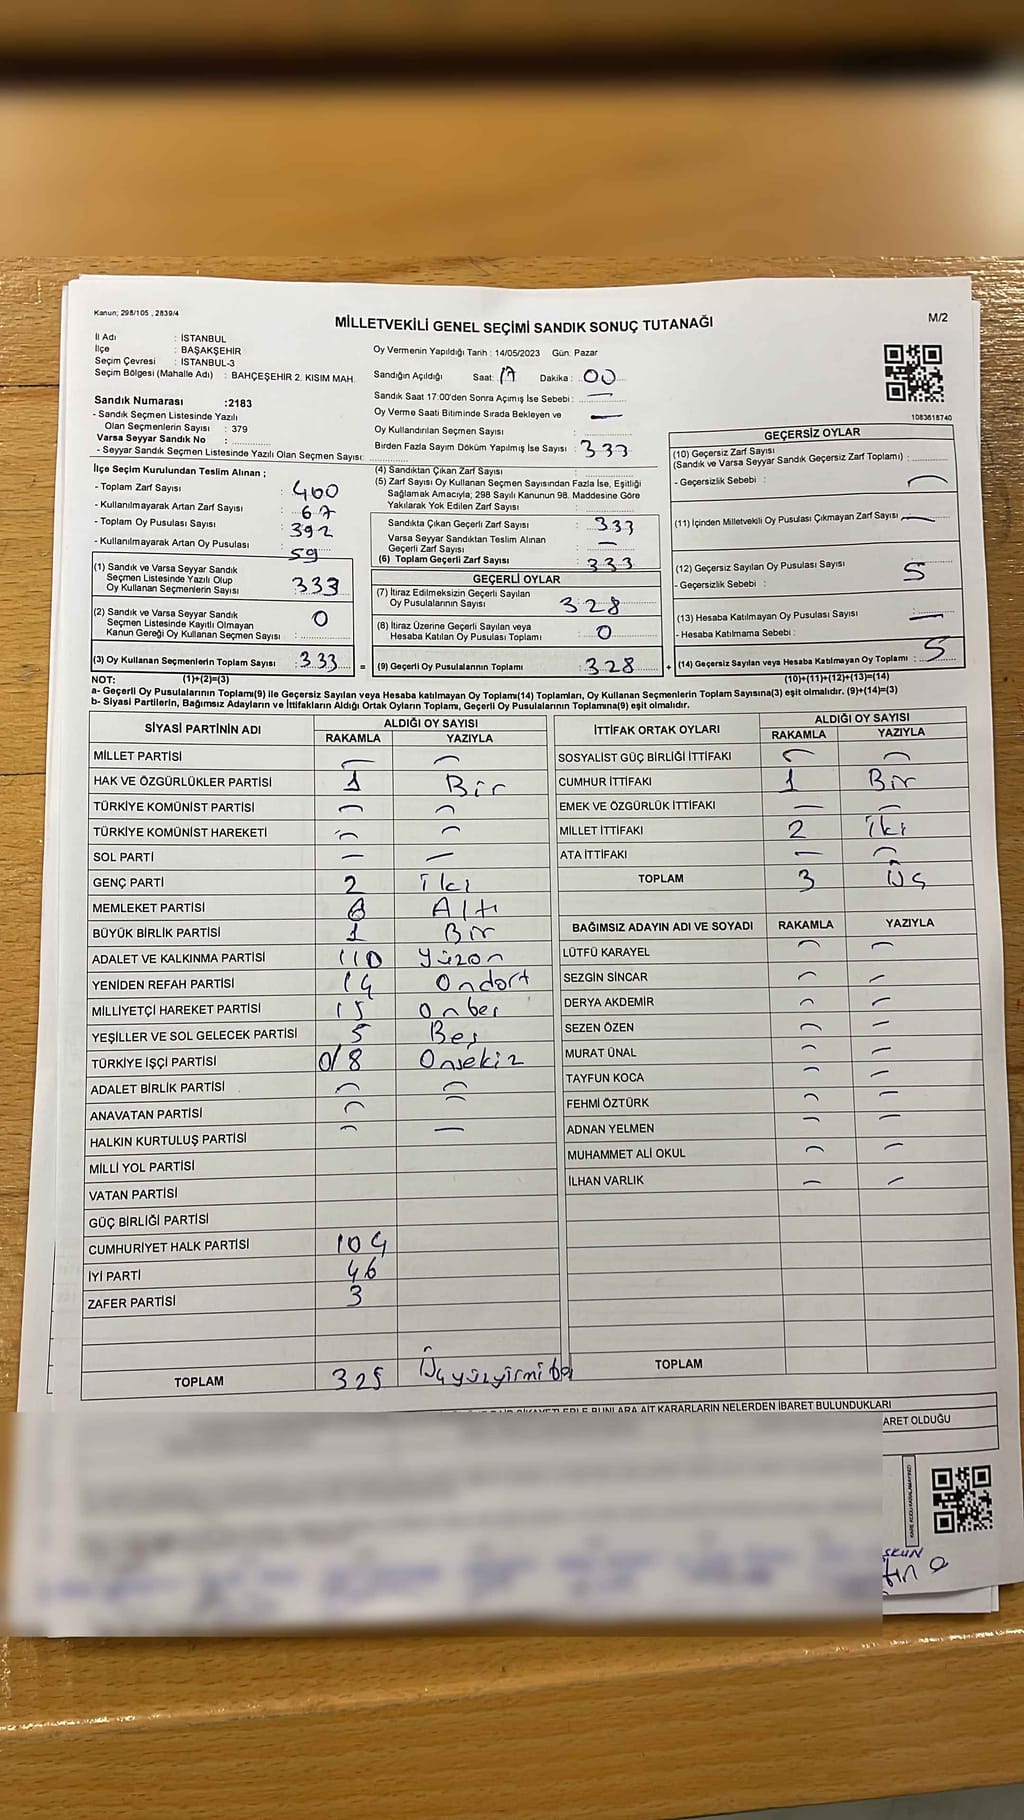 Kanun; 298/105 , 2839/4
MİLLETVEKİLİ GENEL SEÇİMİ SANDIK SONUÇ TUTANAĞI
M/2
İl Adı : İSTANBUL
İlçe : BAŞAKŞEHİR
Seçim Çevresi : İSTANBUL-3
Seçim Bölgesi (Mahalle Adı) : BAHÇEŞEHİR 2. KISIM MAH.
Sandık Numarası :2183
- Sandık Seçmen Listesinde Yazılı
Olan Seçmenlerin Sayısı : 379
Varsa Seyyar Sandık No :
- Seyyar Sandık Seçmen Listesinde Yazılı Olan Seçmen Sayısı:
Oy Vermenin Yapıldığı Tarih : 14/05/2023 Gün: Pazar
Sandığın Açıldığı Saat: 17 Dakika : 00
Sandık Saat 17:00'den Sonra Açımış İse Sebebi : —
Oy Verme Saati Bitiminde Sırada Bekleyen ve —
Oy Kullandırılan Seçmen Sayısı :
Birden Fazla Sayım Döküm Yapılmış İse Sayısı : 333
1083618740
İlçe Seçim Kurulundan Teslim Alınan ;
- Toplam Zarf Sayısı : 400
- Kullanılmayarak Artan Zarf Sayısı : 67
- Toplam Oy Pusulası Sayısı : 392
- Kullanılmayarak Artan Oy Pusulası : 59
(1) Sandık ve Varsa Seyyar Sandık
Seçmen Listesinde Yazılı Olup
Oy Kullanan Seçmenlerin Sayısı : 333
(2) Sandık ve Varsa Seyyar Sandık
Seçmen Listesinde Kayıtlı Olmayan
Kanun Gereği Oy Kullanan Seçmen Sayısı : 0
(3) Oy Kullanan Seçmenlerin Toplam Sayısı : 333 =
(4) Sandıktan Çıkan Zarf Sayısı :
(5) Zarf Sayısı Oy Kullanan Seçmen Sayısından Fazla İse, Eşitliği
Sağlamak Amacıyla; 298 Sayılı Kanunun 98. Maddesine Göre
Yakılarak Yok Edilen Zarf Sayısı :
Sandıkta Çıkan Geçerli Zarf Sayısı : 333
Varsa Seyyar Sandıktan Teslim Alınan
Geçerli Zarf Sayısı : —
(6) Toplam Geçerli Zarf Sayısı : 333
GEÇERLİ OYLAR
(7) İtiraz Edilmeksizin Geçerli Sayılan
Oy Pusulalarının Sayısı : 328
(8) İtiraz Üzerine Geçerli Sayılan veya
Hesaba Katılan Oy Pusulası Toplamı : 0
(9) Geçerli Oy Pusulalarının Toplamı : 328 +
GEÇERSİZ OYLAR
(10) Geçersiz Zarf Sayısı
(Sandık ve Varsa Seyyar Sandık Geçersiz Zarf Toplamı) :
- Geçersizlik Sebebi : —
(11) İçinden Milletvekili Oy Pusulası Çıkmayan Zarf Sayısı : —
(12) Geçersiz Sayılan Oy Pusulası Sayısı : 5
- Geçersizlik Sebebi :
(13) Hesaba Katılmayan Oy Pusulası Sayısı : —
- Hesaba Katılmama Sebebi :
(14) Geçersiz Sayılan veya Hesaba Katılmayan Oy Toplamı : 5
NOT: (1)+(2)=(3) (10)+(11)+(12)+(13)=(14)
a- Geçerli Oy Pusulalarının Toplamı(9) ile Geçersiz Sayılan veya Hesaba katılmayan Oy Toplamı(14) Toplamları, Oy Kullanan Seçmenlerin Toplam Sayısına(3) eşit olmalıdır. (9)+(14)=(3)
b- Siyasi Partilerin, Bağımsız Adayların ve İttifakların Aldığı Ortak Oyların Toplamı, Geçerli Oy Pusulalarının Toplamına(9) eşit olmalıdır.
SİYASİ PARTİNİN ADI ALDIĞI OY SAYISI
RAKAMLA YAZIYLA
MİLLET PARTİSİ — —
HAK VE ÖZGÜRLÜKLER PARTİSİ 1 Bir
TÜRKİYE KOMÜNİST PARTİSİ — —
TÜRKİYE KOMÜNİST HAREKETİ — —
SOL PARTİ — —
GENÇ PARTİ 2 iki
MEMLEKET PARTİSİ 6 Altı
BÜYÜK BİRLİK PARTİSİ 1 Bir
ADALET VE KALKINMA PARTİSİ 110 Yüzon
YENİDEN REFAH PARTİSİ 14 Ondört
MİLLİYETÇİ HAREKET PARTİSİ 15 onbeş
YEŞİLLER VE SOL GELECEK PARTİSİ 5 Beş
TÜRKİYE İŞÇİ PARTİSİ 0/8 Onsekiz
ADALET BİRLİK PARTİSİ — —
ANAVATAN PARTİSİ — —
HALKIN KURTULUŞ PARTİSİ — —
MİLLİ YOL PARTİSİ
VATAN PARTİSİ
GÜÇ BİRLİĞİ PARTİSİ
CUMHURİYET HALK PARTİSİ 104
İYİ PARTİ 46
ZAFER PARTİSİ 3
TOPLAM 325 Üçyüzyirmibeş
İTTİFAK ORTAK OYLARI ALDIĞI OY SAYISI
RAKAMLA YAZIYLA
SOSYALİST GÜÇ BİRLİĞİ İTTİFAKI — —
CUMHUR İTTİFAKI 1 Bir
EMEK VE ÖZGÜRLÜK İTTİFAKI — —
MİLLET İTTİFAKI 2 iki
ATA İTTİFAKI — —
TOPLAM 3 Üç
BAĞIMSIZ ADAYIN ADI VE SOYADI RAKAMLA YAZIYLA
LÜTFÜ KARAYEL — —
SEZGİN SİNCAR — —
DERYA AKDEMİR — —
SEZEN ÖZEN — —
MURAT ÜNAL — —
TAYFUN KOCA — —
FEHMİ ÖZTÜRK — —
ADNAN YELMEN — —
MUHAMMET ALİ OKUL — —
İLHAN VARLIK — —
TOPLAM
BUNLARA AİT KARARLARIN NELERDEN İBARET BULUNDUKLARI
ARET OLDUĞU